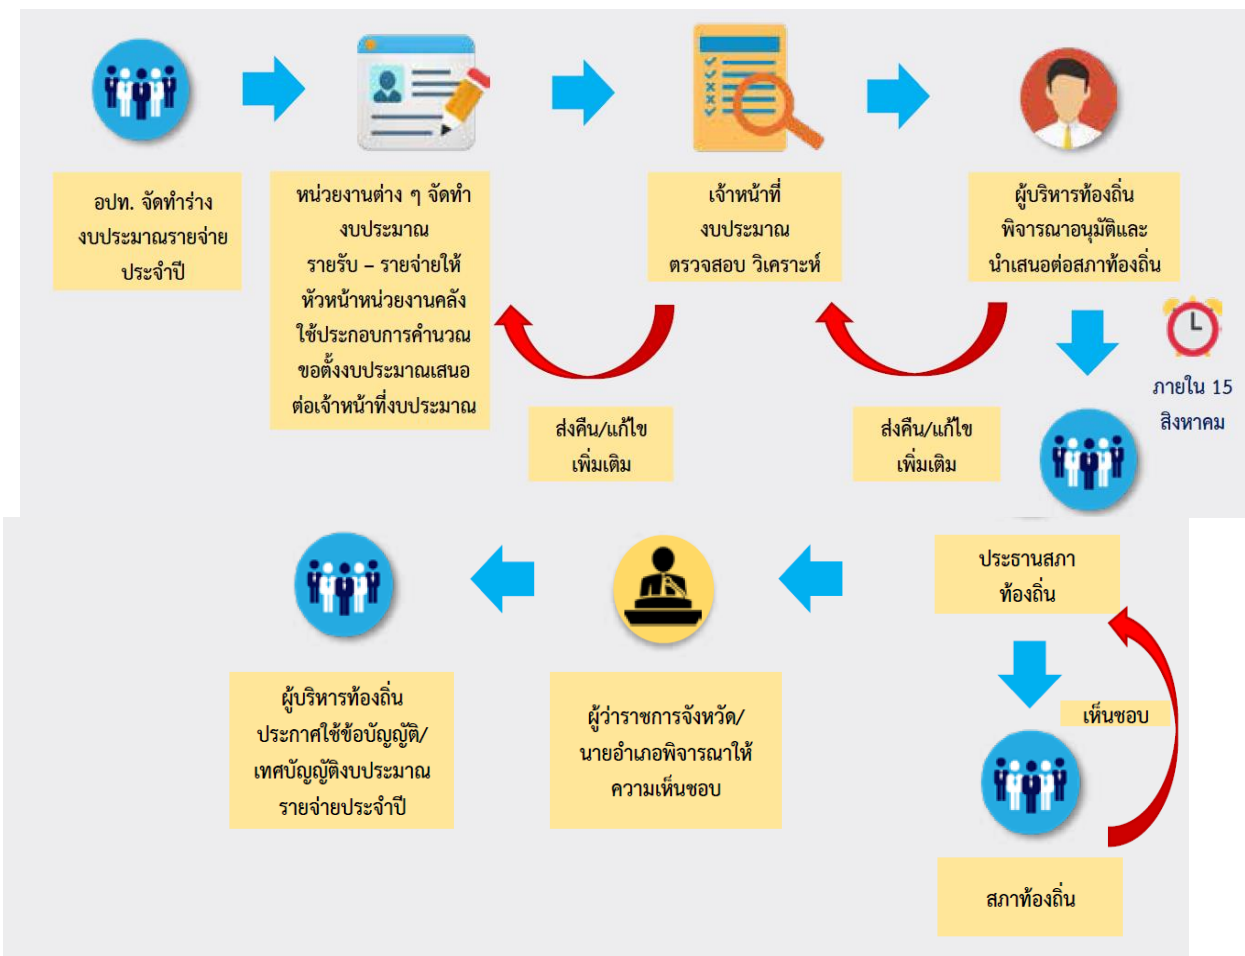 อปท. จัดทำร่าง
งบประมาณรายจ่าย
ประจำปี
หน่วยงานต่าง ๆ จัดทำ
งบประมาณ
รายรับ – รายจ่ายให้
หัวหน้าหน่วยงานคลัง
ใช้ประกอบการคำนวณ
ขอตั้งงบประมาณเสนอ
ต่อเจ้าหน้าที่งบประมาณ
เจ้าหน้าที่
งบประมาณ
ตรวจสอบ วิเคราะห์
ผู้บริหารท้องถิ่น
พิจารณาอนุมัติและ
นำเสนอต่อสภาท้องถิ่น
ส่งคืน/แก้ไข
เพิ่มเติม
ส่งคืน/แก้ไข
เพิ่มเติม
ภายใน 15
สิงหาคม
ประธานสภา
ท้องถิ่น
เห็นชอบ
สภาท้องถิ่น
ผู้ว่าราชการจังหวัด/
นายอำเภอพิจารณาให้
ความเห็นชอบ
ผู้บริหารท้องถิ่น
ประกาศใช้ข้อบัญญัติ/
เทศบัญญัติงบประมาณ
รายจ่ายประจำปี